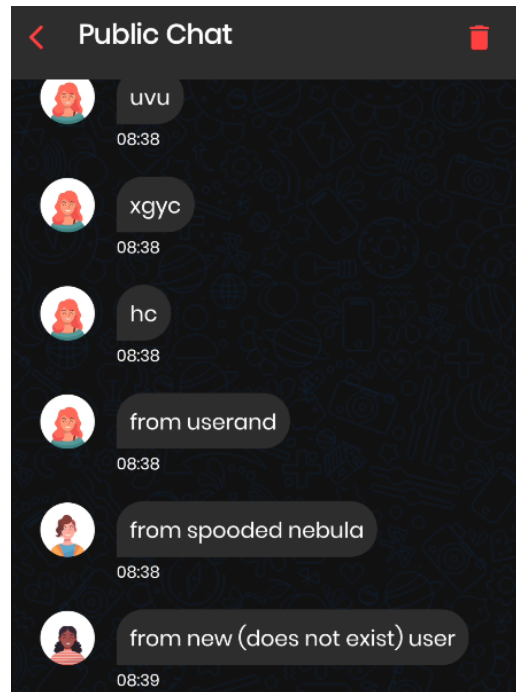 Public Chat
uvu
08:38
xgyc
08:38
hc
08:38
from userand
08:38
from spooded nebula
08:38
from new (does not exist) user
08:39